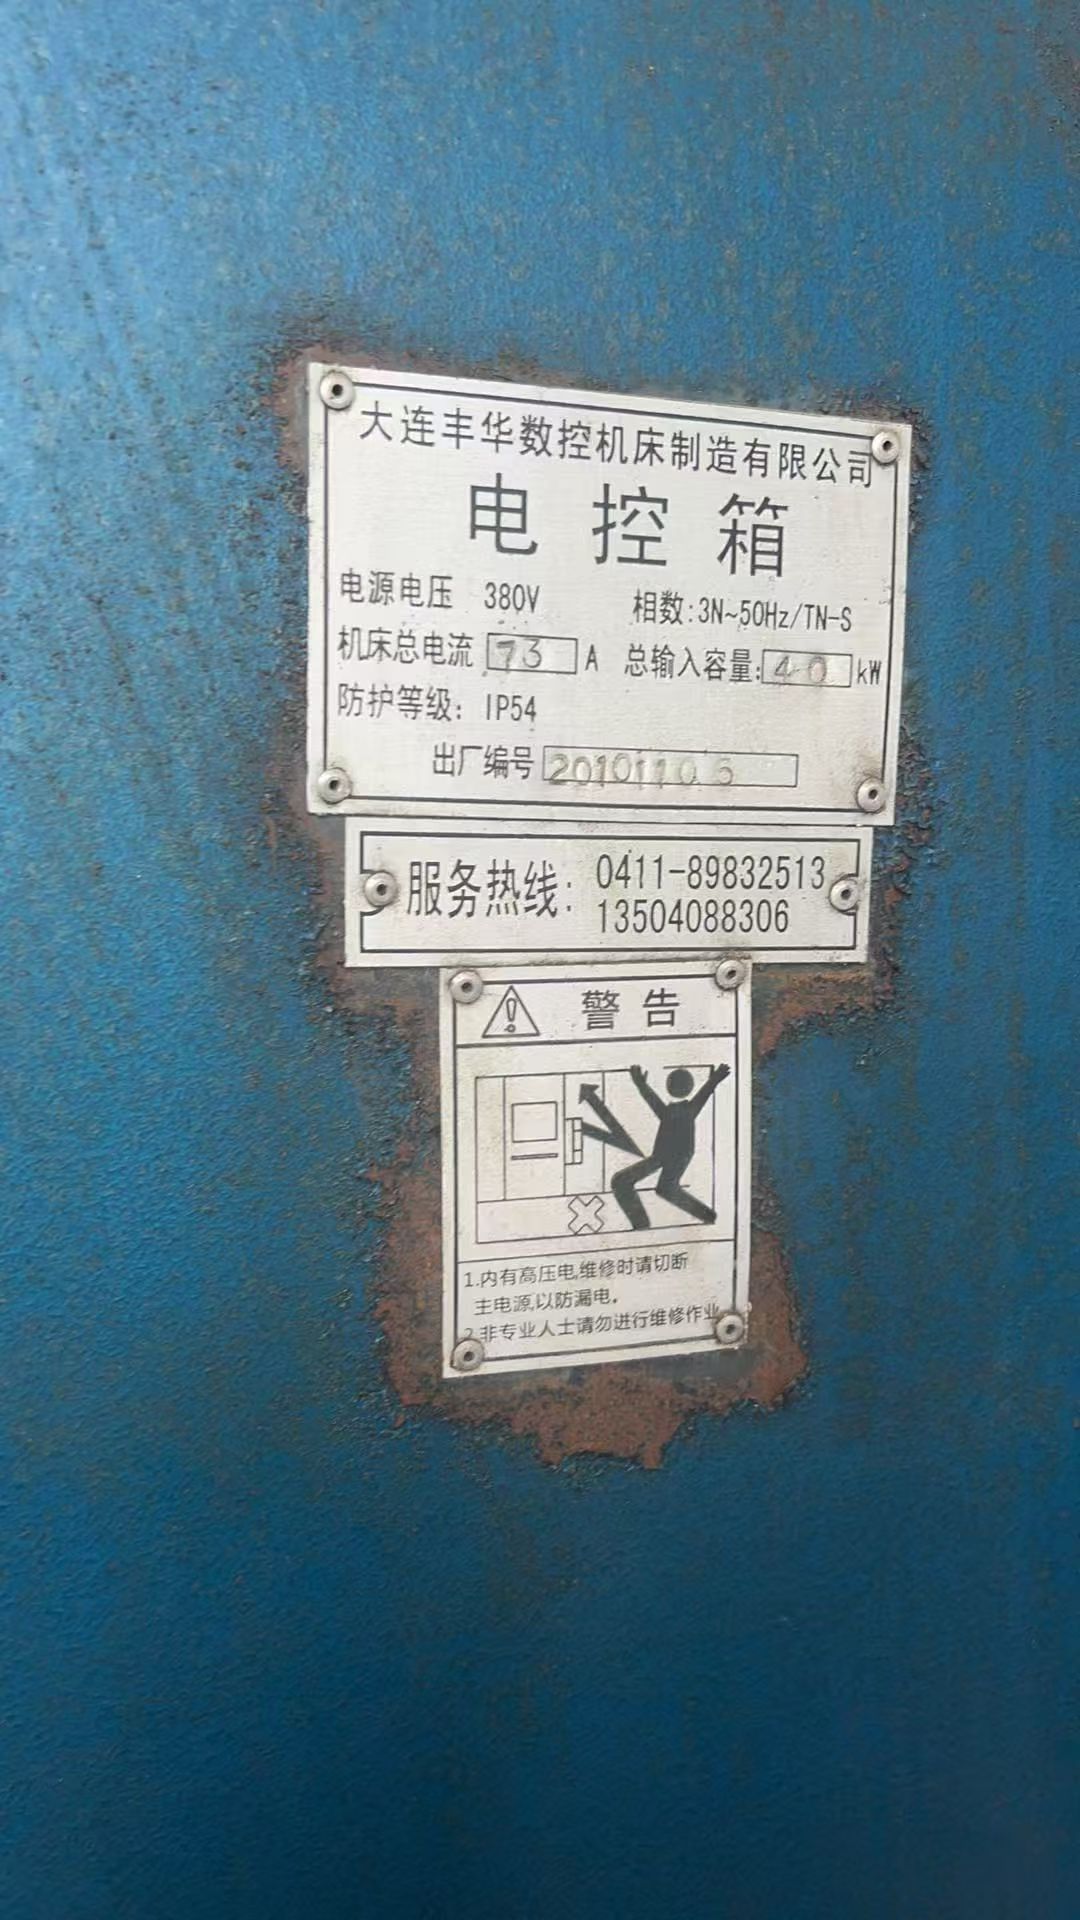 大连丰华数控机床制造有限公司
电控箱
电源电压 380V 相数:3N~50Hz/TN-S
机床总电流 73 A 总输入容量:40 kW
防护等级: IP54
出厂编号 20101105
服务热线: 0411-89832513
13504088306
警告
1.内有高压电,维修时请切断
主电源,以防漏电。
2.非专业人士请勿进行维修作业